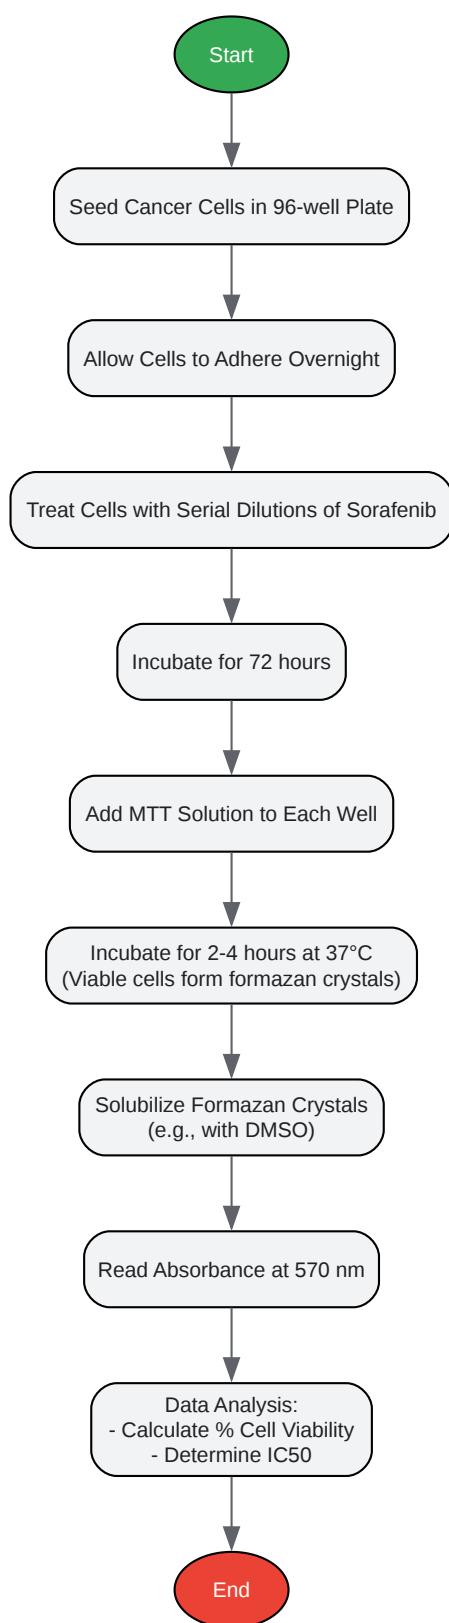 Start
Seed Cancer Cells in 96-well Plate
Allow Cells to Adhere Overnight
Treat Cells with Serial Dilutions of Sorafenib
Incubate for 72 hours
Add MTT Solution to Each Well
Incubate for 2-4 hours at 37°C
(Viable cells form formazan crystals)
Solubilize Formazan Crystals
(e.g., with DMSO)
Read Absorbance at 570 nm
Data Analysis:
- Calculate % Cell Viability
- Determine IC50
End